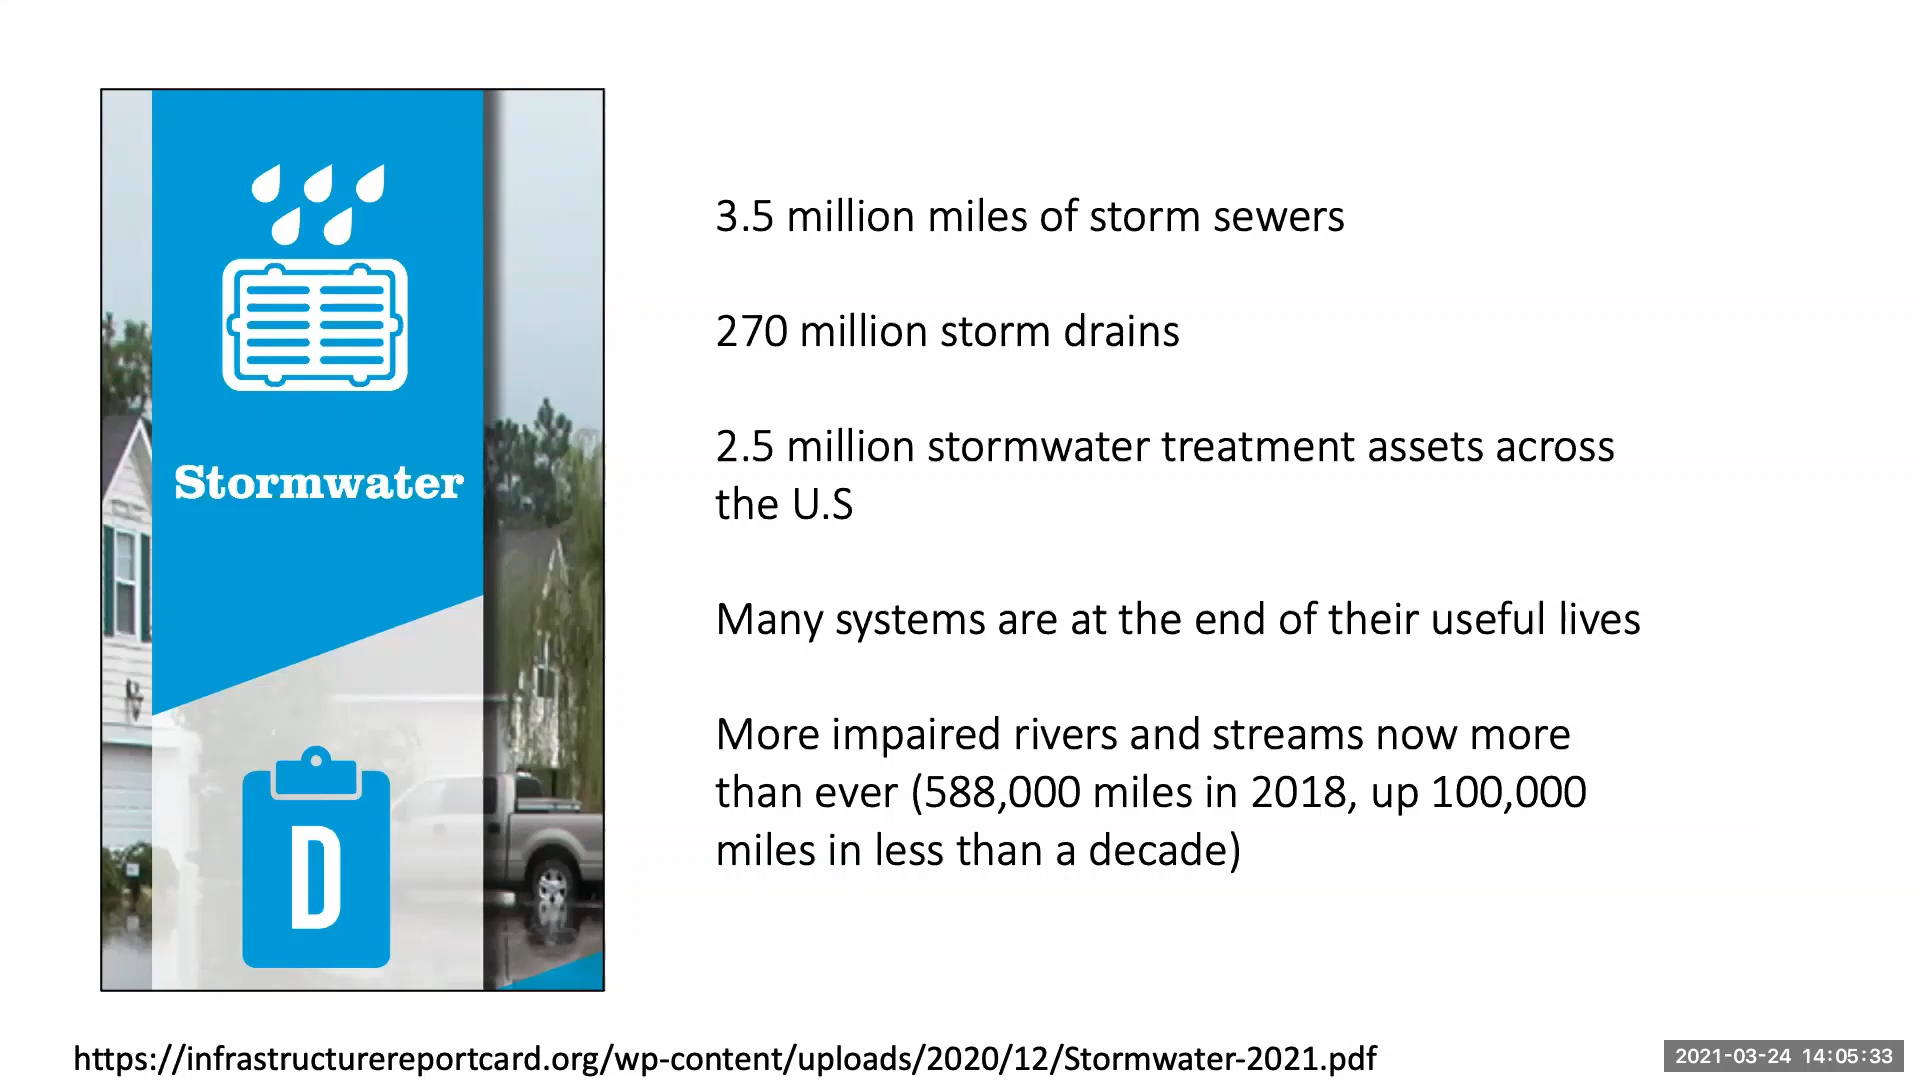 Stormwater
D
3.5 million miles of storm sewers
270 million storm drains
2.5 million stormwater treatment assets across
the U.S
Many systems are at the end of their useful lives
More impaired rivers and streams now more
than ever (588,000 miles in 2018, up 100,000
miles in less than a decade)
https://infrastructurereportcard.org/wp-content/uploads/2020/12/Stormwater-2021.pdf
2021-03-24 14:05:33